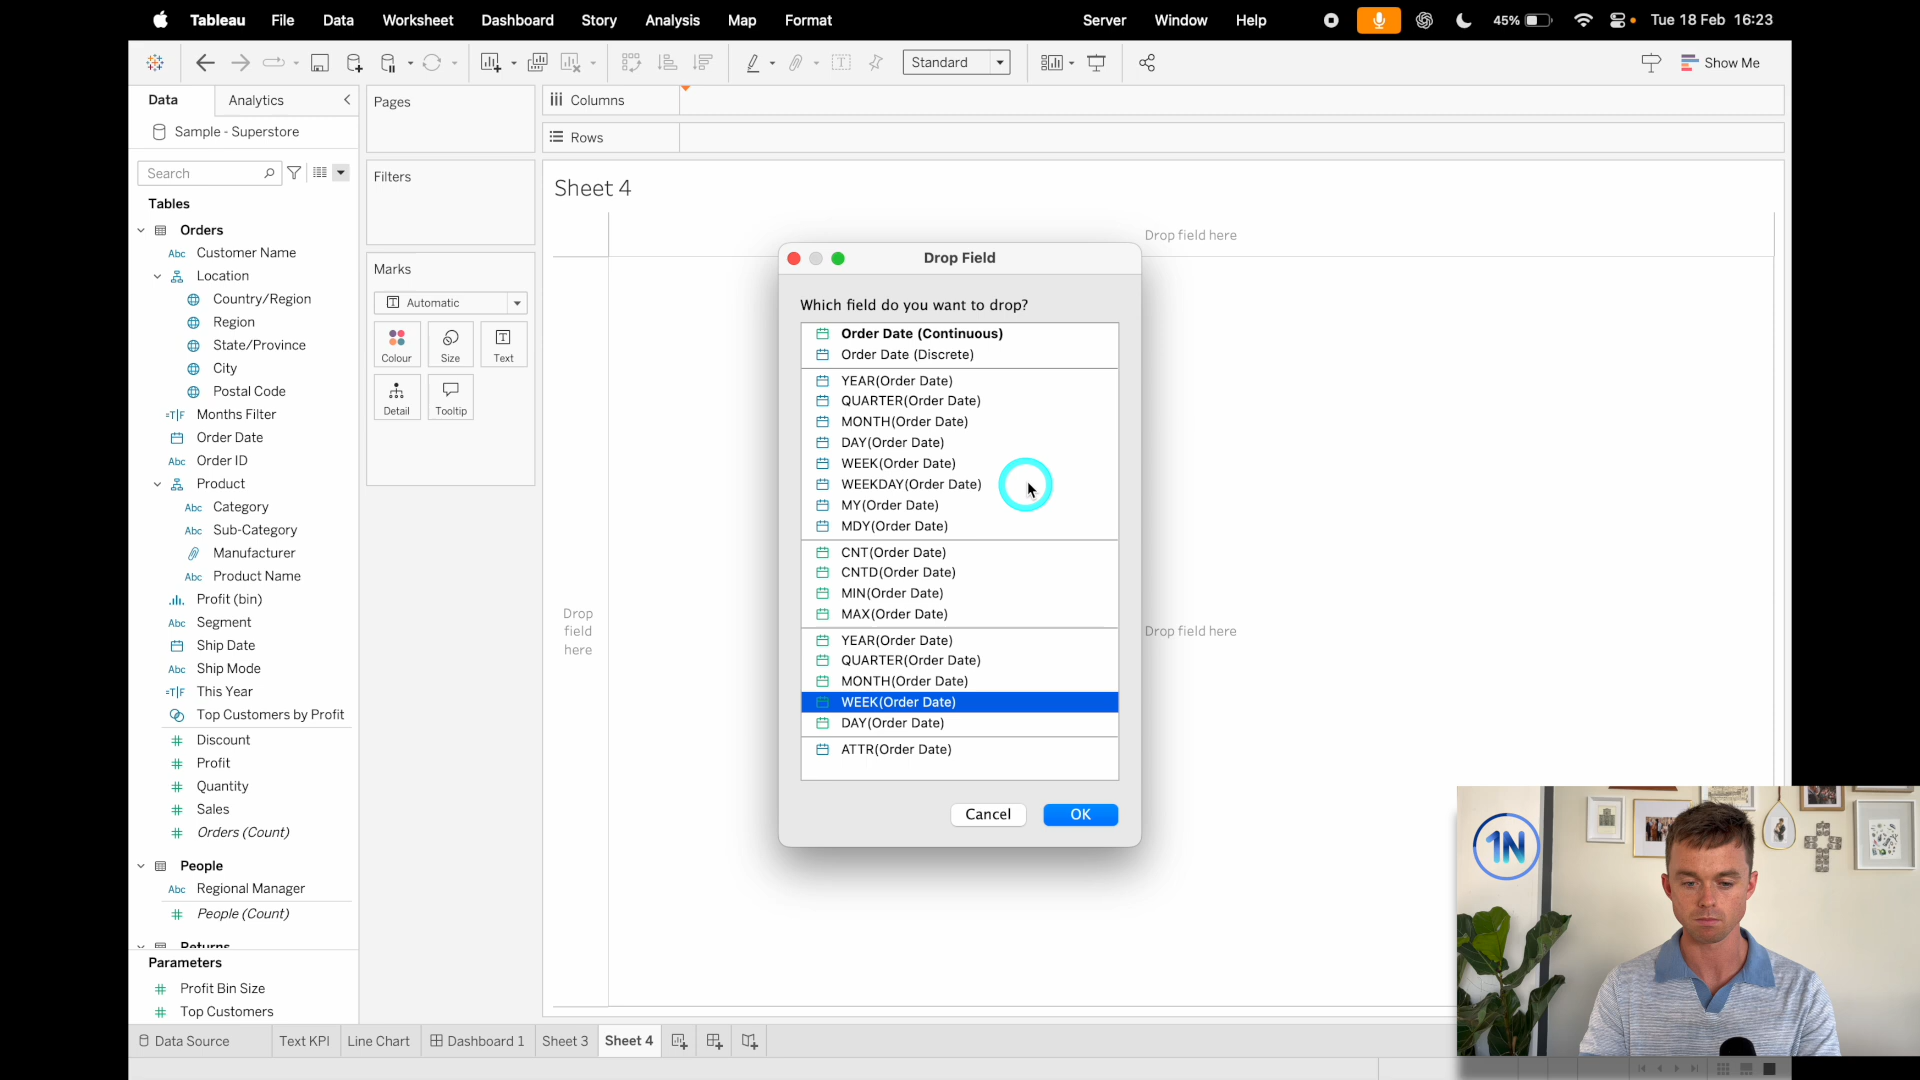 Tableau File Data Worksheet Dashboard Story Analysis Map Format Server Window Help 45% Tue 18 Feb 16:23
Standard Show Me
Data Analytics
Sample - Superstore
Search
Tables
Orders
Abc Customer Name
Location
Country/Region
Region
State/Province
City
Postal Code
=T|F Months Filter
Order Date
Abc Order ID
Product
Abc Category
Abc Sub-Category
Manufacturer
Abc Product Name
Profit (bin)
Abc Segment
Ship Date
Abc Ship Mode
=T|F This Year
Top Customers by Profit
# Discount
# Profit
# Quantity
# Sales
# Orders (Count)
People
Abc Regional Manager
# People (Count)
Returns
Parameters
# Profit Bin Size
# Top Customers
Pages
Filters
Marks
Automatic
Colour Size Text
Detail Tooltip
Columns
Rows
Sheet 4
Drop field here
Drop
field
here
Drop field here
Drop Field
Which field do you want to drop?
Order Date (Continuous)
Order Date (Discrete)
YEAR(Order Date)
QUARTER(Order Date)
MONTH(Order Date)
DAY(Order Date)
WEEK(Order Date)
WEEKDAY(Order Date)
MY(Order Date)
MDY(Order Date)
CNT(Order Date)
CNTD(Order Date)
MIN(Order Date)
MAX(Order Date)
YEAR(Order Date)
QUARTER(Order Date)
MONTH(Order Date)
WEEK(Order Date)
DAY(Order Date)
ATTR(Order Date)
Cancel OK
1N
Data Source Text KPI Line Chart Dashboard 1 Sheet 3 Sheet 4